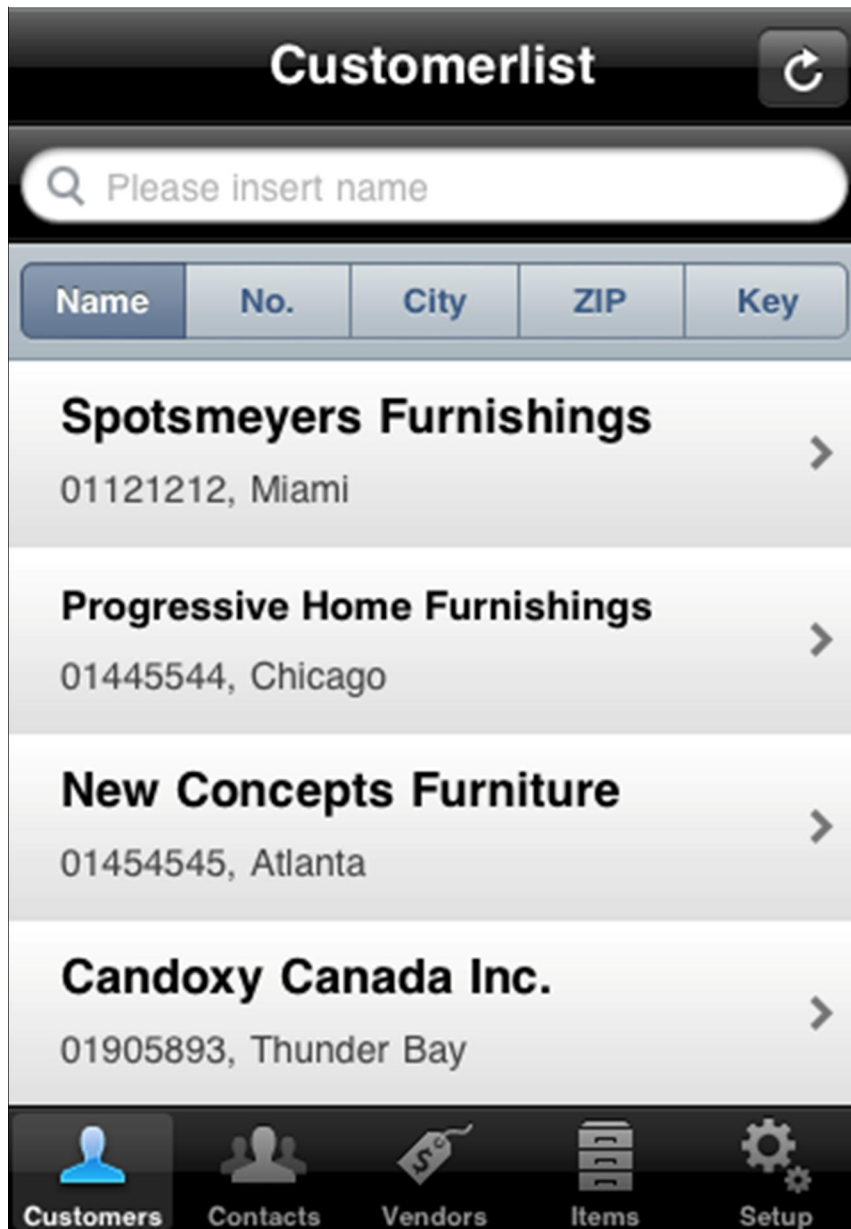 Customerlist
Please insert name
Name No. City ZIP Key
Spotsmeyers Furnishings
01121212, Miami
Progressive Home Furnishings
01445544, Chicago
New Concepts Furniture
01454545, Atlanta
Candoxy Canada Inc.
01905893, Thunder Bay
Customers Contacts Vendors Items Setup